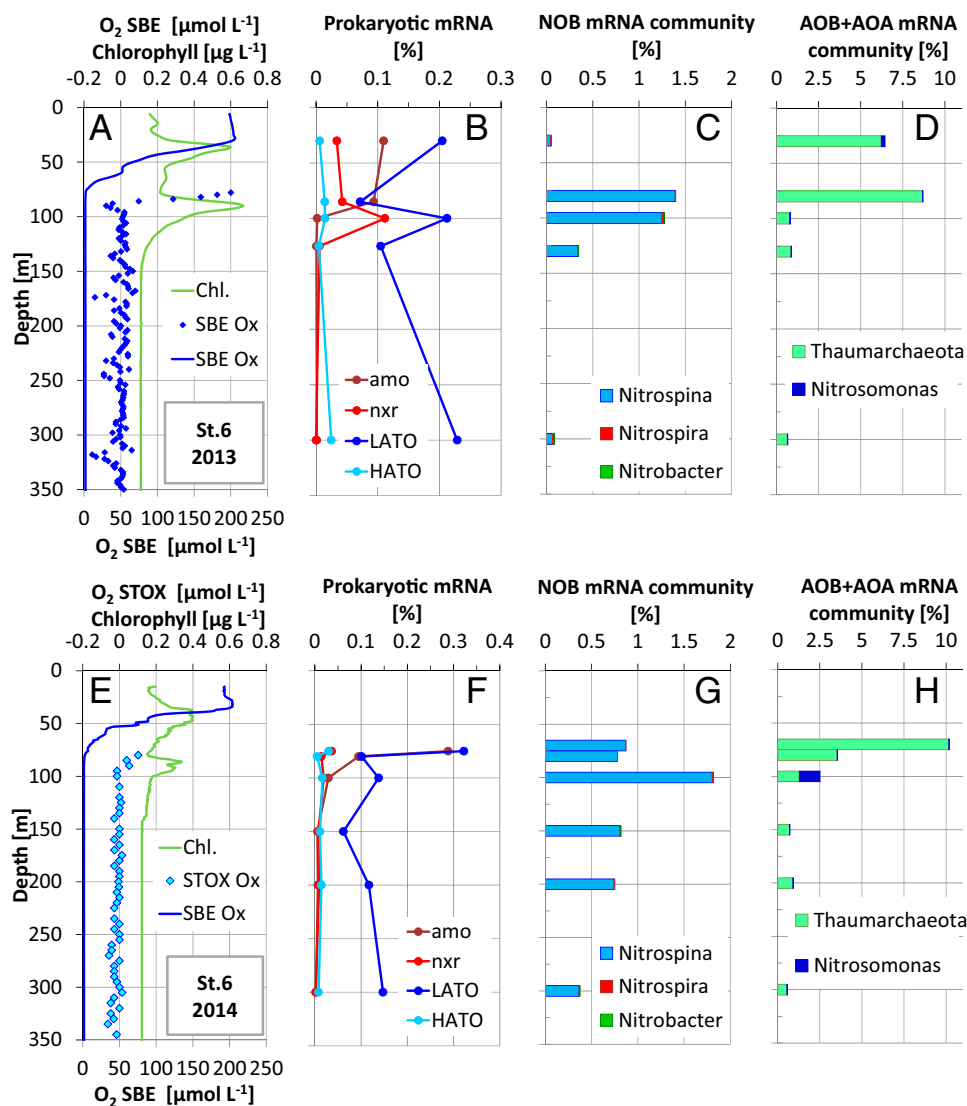 O₂ SBE [µmol L⁻¹]
Chlorophyll [µg L⁻¹]
Prokaryotic mRNA
[%]
NOB mRNA community
[%]
AOB+AOA mRNA
community [%]
-0.2 0 0.2 0.4 0.6 0.8
0 0.1 0.2 0.3
0 0.5 1 1.5 2
0 2.5 5 7.5 10
A
B
C
D
0
50
100
150
200
250
300
350
Depth [m]
Chl.
SBE Ox
SBE Ox
St.6
2013
amo
nxr
LATO
HATO
Nitrospina
Nitrospira
Nitrobacter
Thaumarchaeota
Nitrosomonas
0 50 100 150 200 250
O₂ SBE [µmol L⁻¹]
O₂ STOX [µmol L⁻¹]
Chlorophyll [µg L⁻¹]
Prokaryotic mRNA
[%]
NOB mRNA community
[%]
AOB+AOA mRNA
community [%]
-0.2 0 0.2 0.4 0.6 0.8
0 0.1 0.2 0.3 0.4
0 0.5 1 1.5 2
0 2.5 5 7.5 10
E
F
G
H
0
50
100
150
200
250
300
350
Depth [m]
Chl.
STOX Ox
SBE Ox
St.6
2014
amo
nxr
LATO
HATO
Nitrospina
Nitrospira
Nitrobacter
Thaumarchaeota
Nitrosomonas
0 50 100 150 200 250
O₂ SBE [µmol L⁻¹]